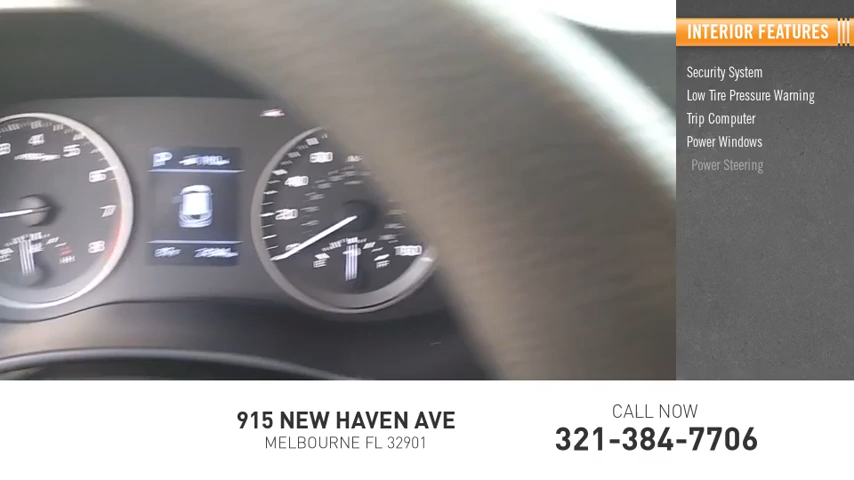 INTERIOR FEATURES
Security System
Low Tire Pressure Warning
Trip Computer
Power Windows
Power Steering
915 NEW HAVEN AVE
MELBOURNE FL 32901
CALL NOW
321-384-7706